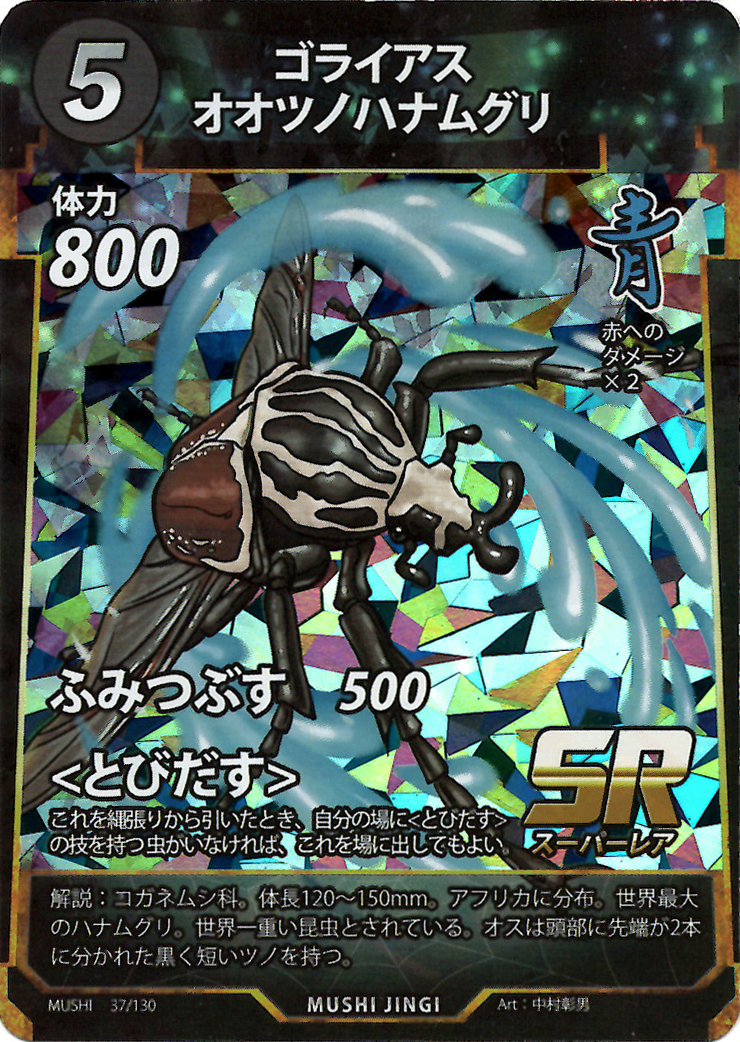 5
ゴライアス
オオツノハナムグリ
体力
800
青
赤への
ダメージ
×2
ふみつぶす 500
<とびだす>
これを縄張りから引いたとき、自分の場に<とびだす>
の技を持つ虫がいなければ、これを場に出してもよい。
SR
スーパーレア
解説：コガネムシ科。体長120〜150mm。アフリカに分布。世界最大
のハナムグリ。世界一重い昆虫とされている。オスは頭部に先端が2本
に分かれた黒く短いツノを持つ。
MUSHI 37/130
MUSHI JINGI
Art：中村彰男